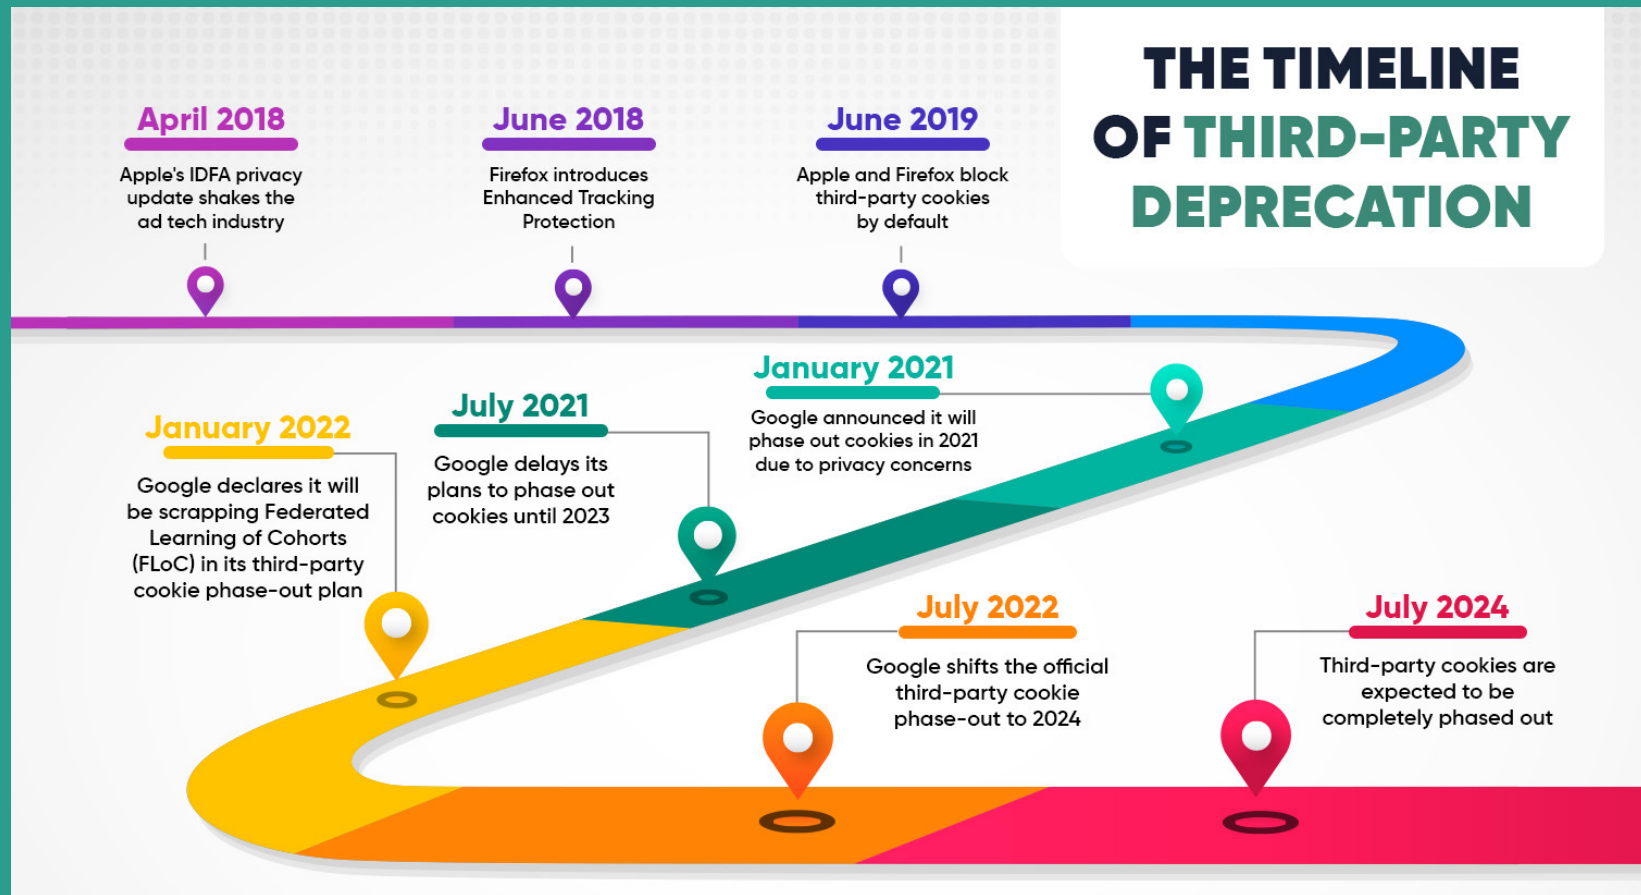 THE TIMELINE
OF THIRD-PARTY
DEPRECATION
April 2018
Apple's IDFA privacy
update shakes the
ad tech industry
June 2018
Firefox introduces
Enhanced Tracking
Protection
June 2019
Apple and Firefox block
third-party cookies
by default
January 2021
Google announced it will
phase out cookies in 2021
due to privacy concerns
July 2021
Google delays its
plans to phase out
cookies until 2023
January 2022
Google declares it will
be scrapping Federated
Learning of Cohorts
(FLoC) in its third-party
cookie phase-out plan
July 2022
Google shifts the official
third-party cookie
phase-out to 2024
July 2024
Third-party cookies are
expected to be
completely phased out